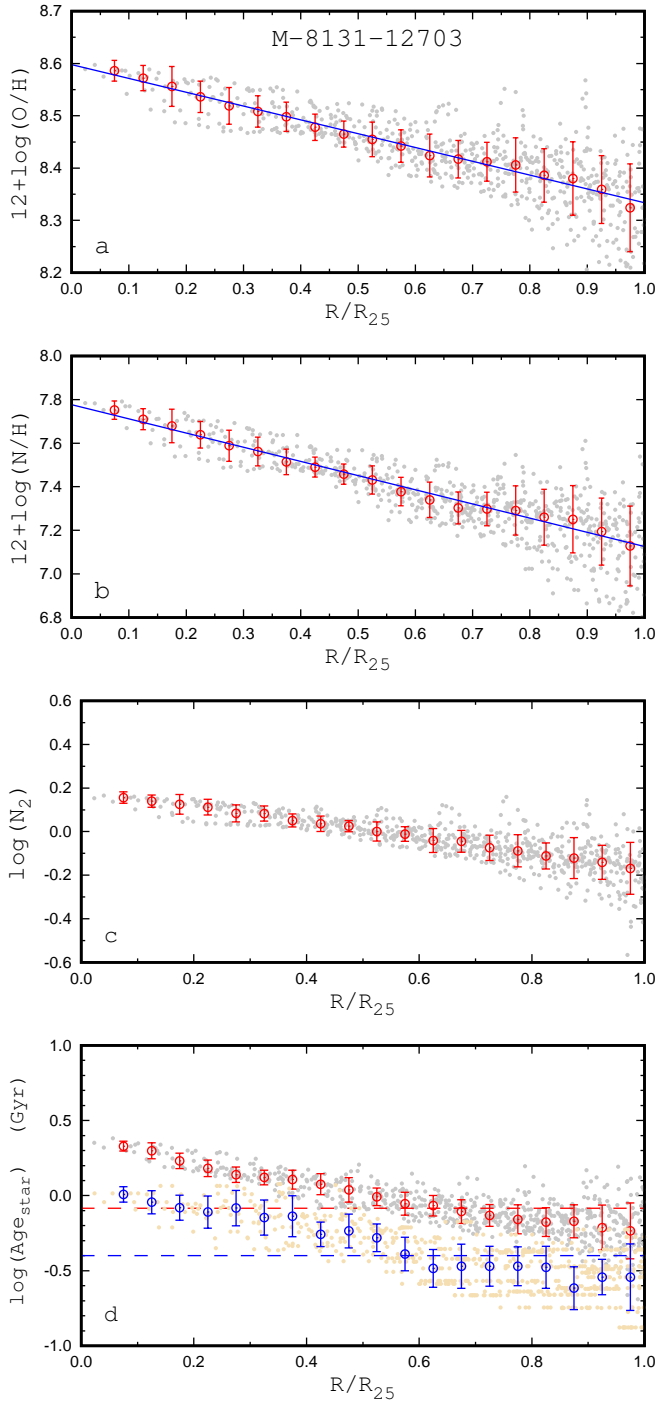 M-8131-12703
12+log(O/H)
8.7
8.6
8.5
8.4
8.3
8.2
a
0.0 0.1 0.2 0.3 0.4 0.5 0.6 0.7 0.8 0.9 1.0
R/R25
12+log(N/H)
8.0
7.8
7.6
7.4
7.2
7.0
6.8
b
0.0 0.1 0.2 0.3 0.4 0.5 0.6 0.7 0.8 0.9 1.0
R/R25
log(N2)
0.6
0.4
0.2
0.0
-0.2
-0.4
-0.6
c
0.0 0.2 0.4 0.6 0.8 1.0
R/R25
log(Agestar) (Gyr)
1.0
0.5
0.0
-0.5
-1.0
d
0.0 0.2 0.4 0.6 0.8 1.0
R/R25